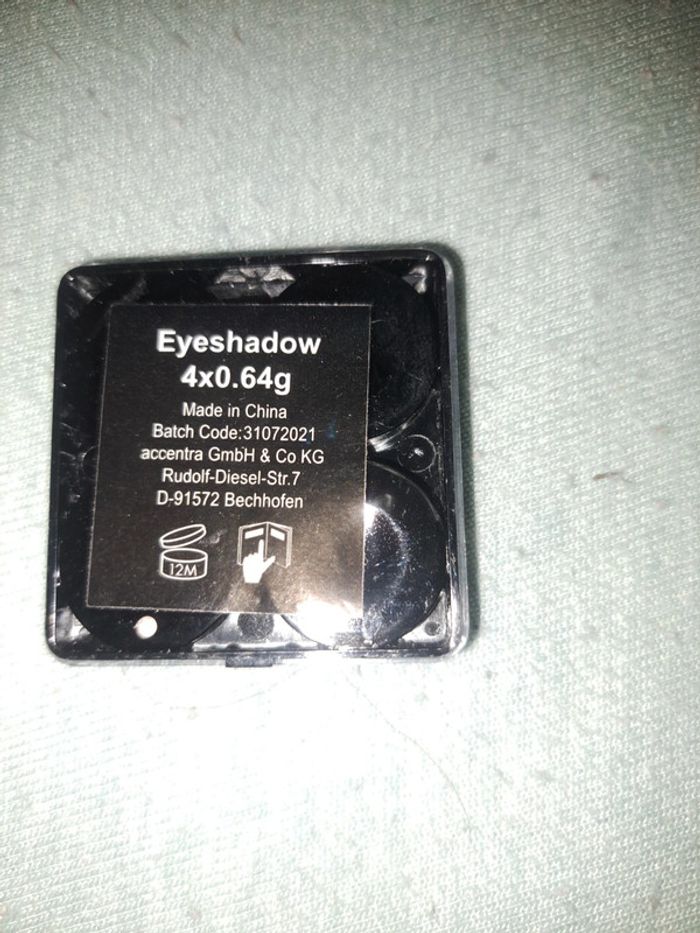 Eyeshadow
4x0.64g
Made in China
Batch Code:31072021
accentra GmbH & Co KG
Rudolf-Diesel-Str.7
D-91572 Bechhofen
12M